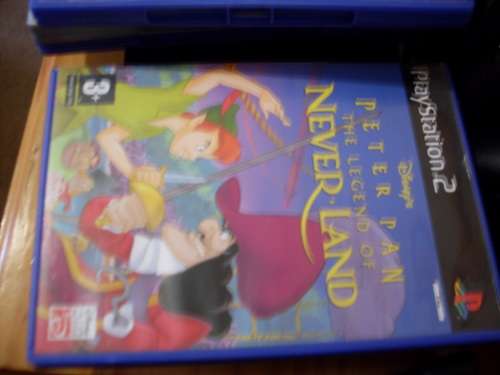 PlayStation.2
Disney's
PETER PAN
THE LEGEND OF
NEVER·LAND
3+